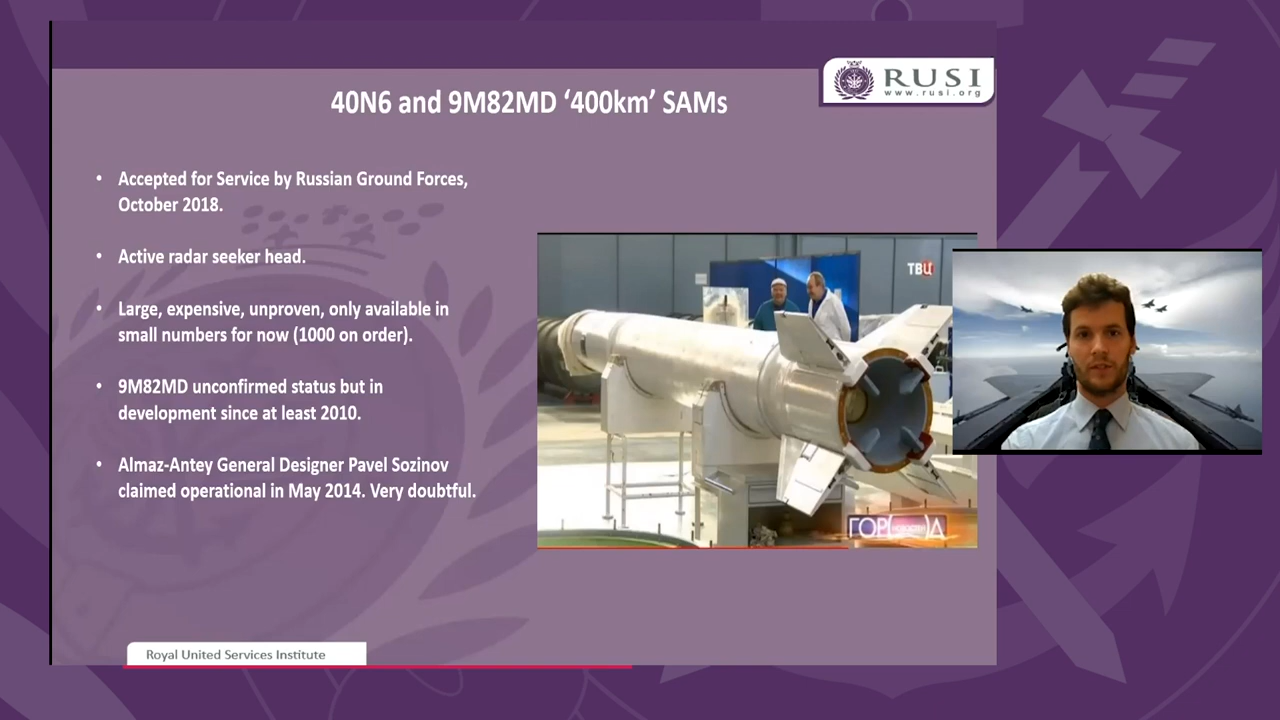 RUSI
www.rusi.org
40N6 and 9M82MD ‘400km’ SAMs
• Accepted for Service by Russian Ground Forces,
October 2018.
• Active radar seeker head.
• Large, expensive, unproven, only available in
small numbers for now (1000 on order).
• 9M82MD unconfirmed status but in
development since at least 2010.
• Almaz-Antey General Designer Pavel Sozinov
claimed operational in May 2014. Very doubtful.
ТВЦ
ГОР( НОВОСТИ )Д
Royal United Services Institute